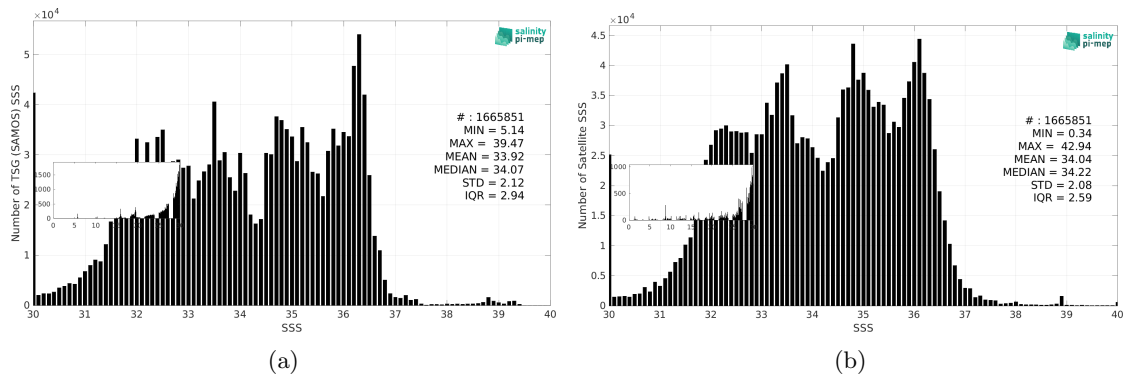 ×10⁴
salinity
pi-mep
Number of TSG (SAMOS) SSS
5
4
3
2
1
0
# : 1665851
MIN = 5.14
MAX = 39.47
MEAN = 33.92
MEDIAN = 34.07
STD = 2.12
IQR = 2.94
1500
1000
500
0
0 5 10 15 20 25
30 31 32 33 34 35 36 37 38 39 40
SSS
(a)
×10⁴
salinity
pi-mep
Number of Satellite SSS
4.5
4
3.5
3
2.5
2
1.5
1
0.5
0
# : 1665851
MIN = 0.34
MAX = 42.94
MEAN = 34.04
MEDIAN = 34.22
STD = 2.08
IQR = 2.59
1000
500
0
0 5 10 15 20 25
30 31 32 33 34 35 36 37 38 39 40
SSS
(b)